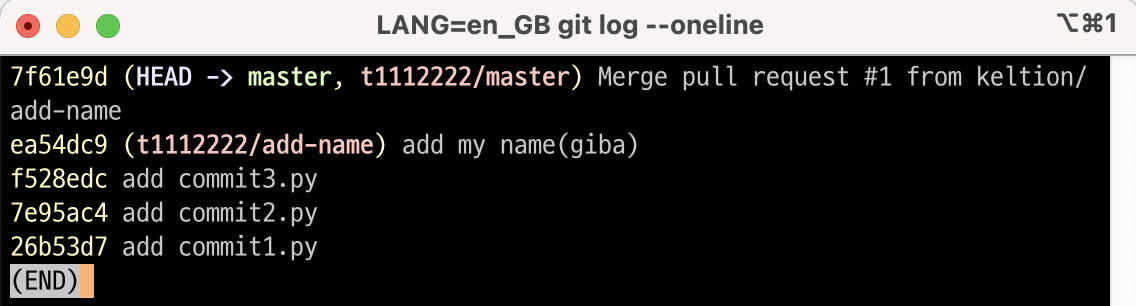 LANG=en_GB git log --oneline
⌥⌘1
7f61e9d (HEAD -> master, t1112222/master) Merge pull request #1 from keltion/
add-name
ea54dc9 (t1112222/add-name) add my name(giba)
f528edc add commit3.py
7e95ac4 add commit2.py
26b53d7 add commit1.py
(END)